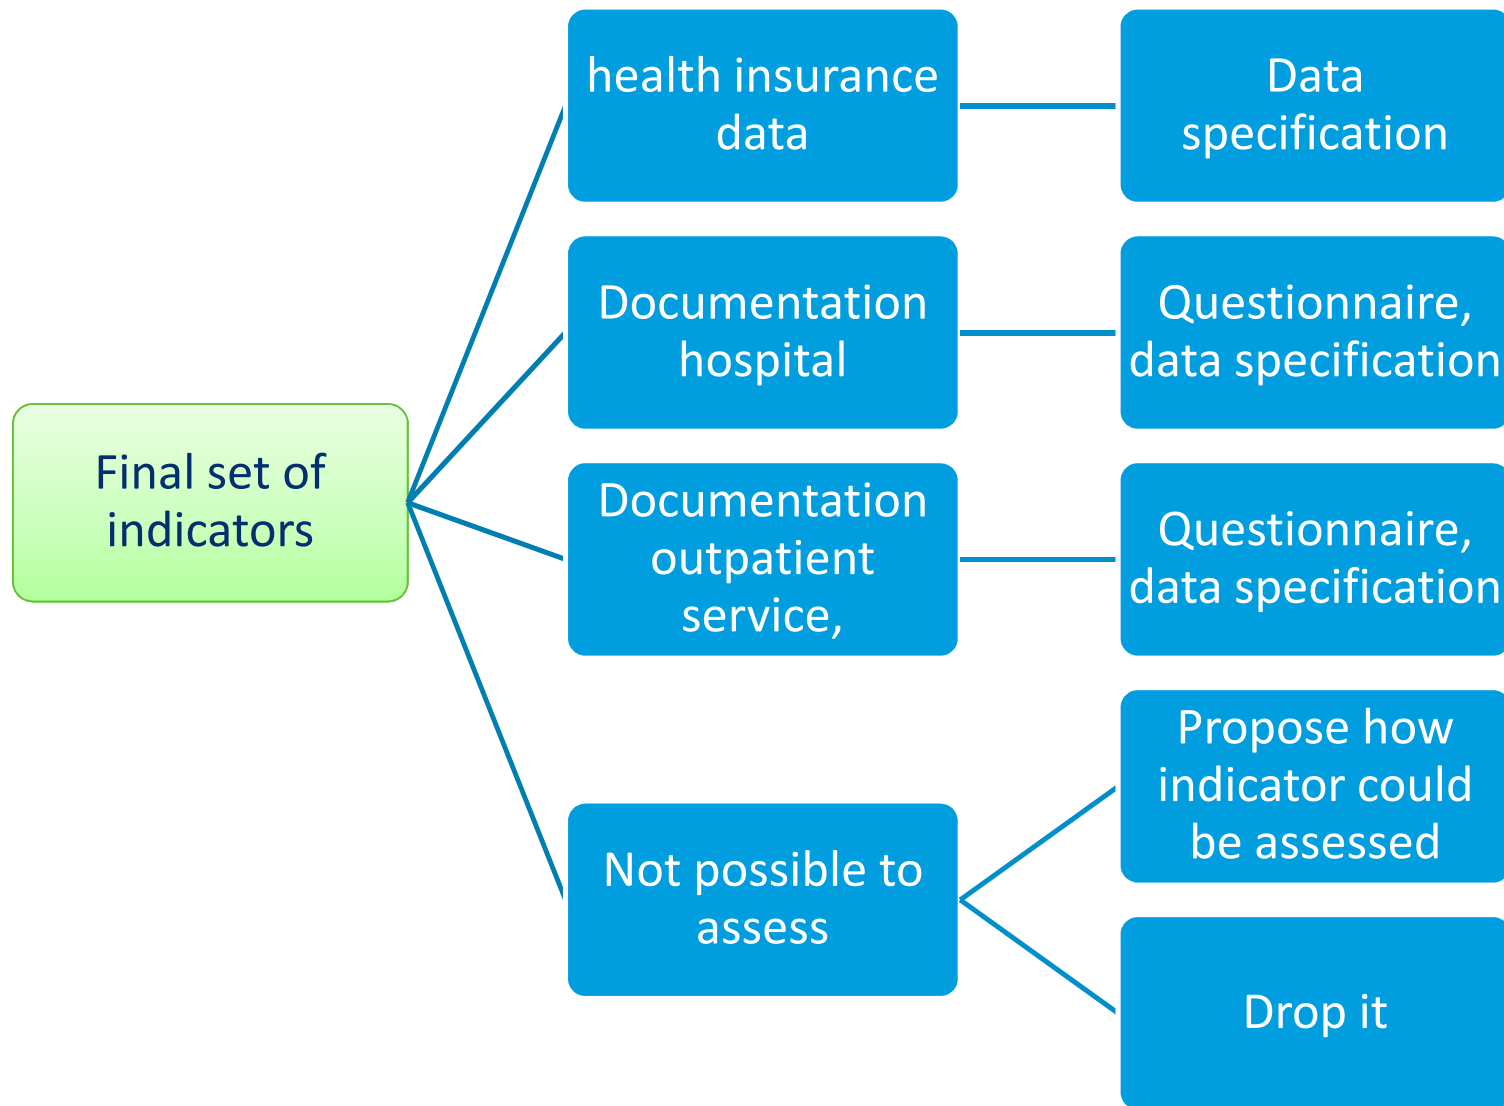 health insurance
data
Data
specification
Documentation
hospital
Questionnaire,
data specification
Final set of
indicators
Documentation
outpatient
service,
Questionnaire,
data specification
Not possible to
assess
Propose how
indicator could
be assessed
Drop it